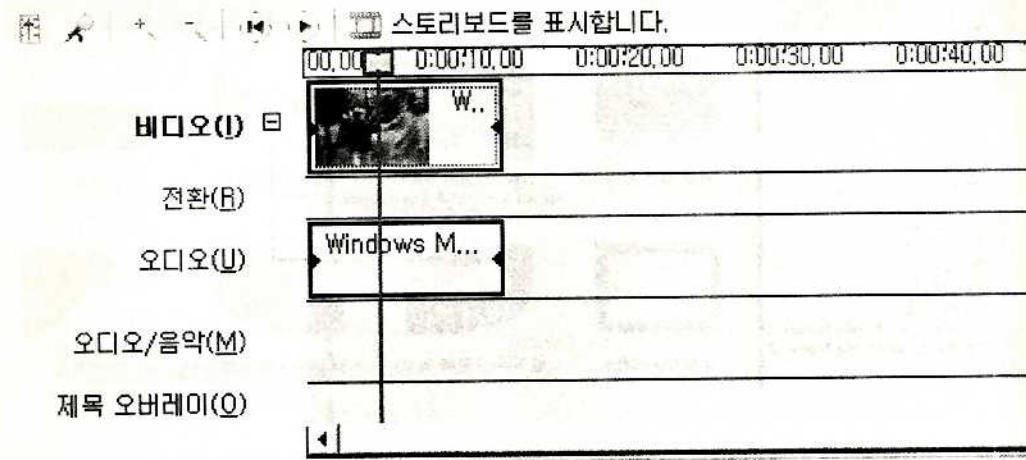 스토리보드를 표시합니다.
00,00 0:00:10,00 0:00:20,00 0:00:30,00 0:00:40,00
비디오(I) W..
전환(R)
오디오(U) Windows M...
오디오/음악(M)
제목 오버레이(O)